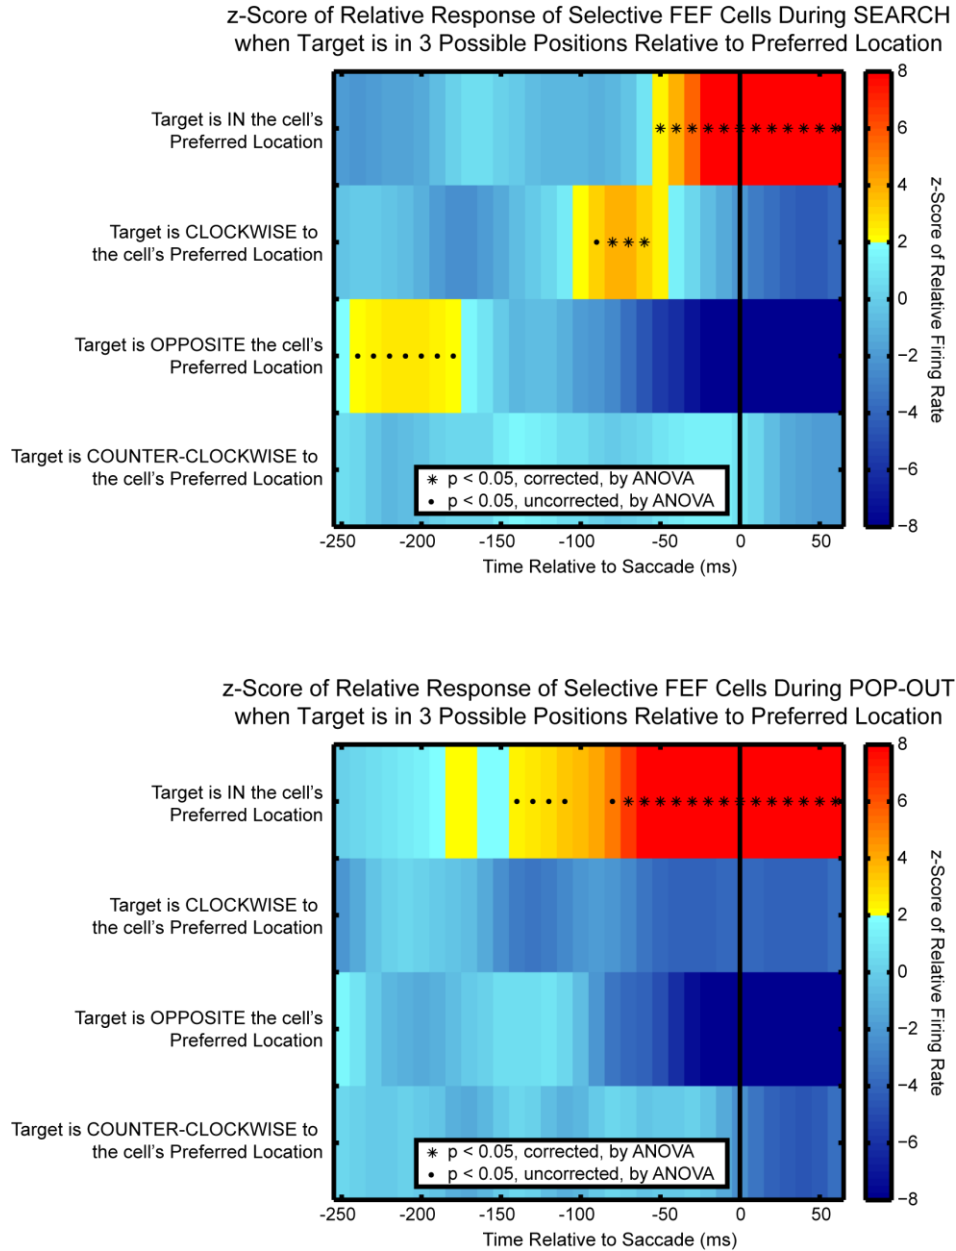 z-Score of Relative Response of Selective FEF Cells During SEARCH
when Target is in 3 Possible Positions Relative to Preferred Location
Target is IN the cell's
Preferred Location
Target is CLOCKWISE to
the cell's Preferred Location
Target is OPPOSITE the cell's
Preferred Location
Target is COUNTER-CLOCKWISE to
the cell's Preferred Location
* p < 0.05, corrected, by ANOVA
• p < 0.05, uncorrected, by ANOVA
-250 -200 -150 -100 -50 0 50
Time Relative to Saccade (ms)
8
6
4
2
0
−2
−4
−6
−8
z-Score of Relative Firing Rate
z-Score of Relative Response of Selective FEF Cells During POP-OUT
when Target is in 3 Possible Positions Relative to Preferred Location
Target is IN the cell's
Preferred Location
Target is CLOCKWISE to
the cell's Preferred Location
Target is OPPOSITE the cell's
Preferred Location
Target is COUNTER-CLOCKWISE to
the cell's Preferred Location
* p < 0.05, corrected, by ANOVA
• p < 0.05, uncorrected, by ANOVA
-250 -200 -150 -100 -50 0 50
Time Relative to Saccade (ms)
8
6
4
2
0
−2
−4
−6
−8
z-Score of Relative Firing Rate